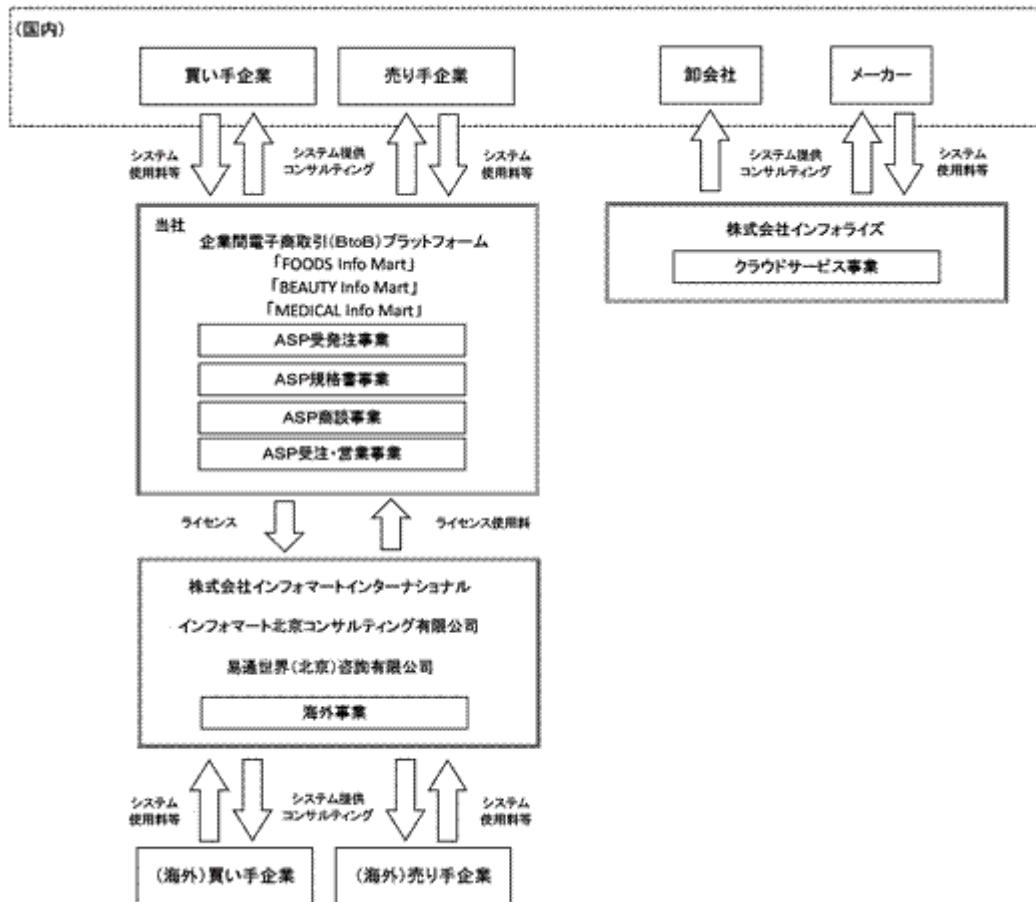 (国内)
買い手企業
売り手企業
卸会社
メーカー
システム
使用料等
システム提供
コンサルティング
システム
使用料等
システム提供
コンサルティング
システム
使用料等
当社
企業間電子商取引(BtoB)プラットフォーム
「FOODS Info Mart」
「BEAUTY Info Mart」
「MEDICAL Info Mart」
ASP受発注事業
ASP規格書事業
ASP商談事業
ASP受注・営業事業
株式会社インフォライズ
クラウドサービス事業
ライセンス
ライセンス使用料
株式会社インフォマートインターナショナル
インフォマート北京コンサルティング有限公司
易通世界(北京)咨詢有限公司
海外事業
システム
使用料等
システム提供
コンサルティング
システム
使用料等
(海外)買い手企業
(海外)売り手企業